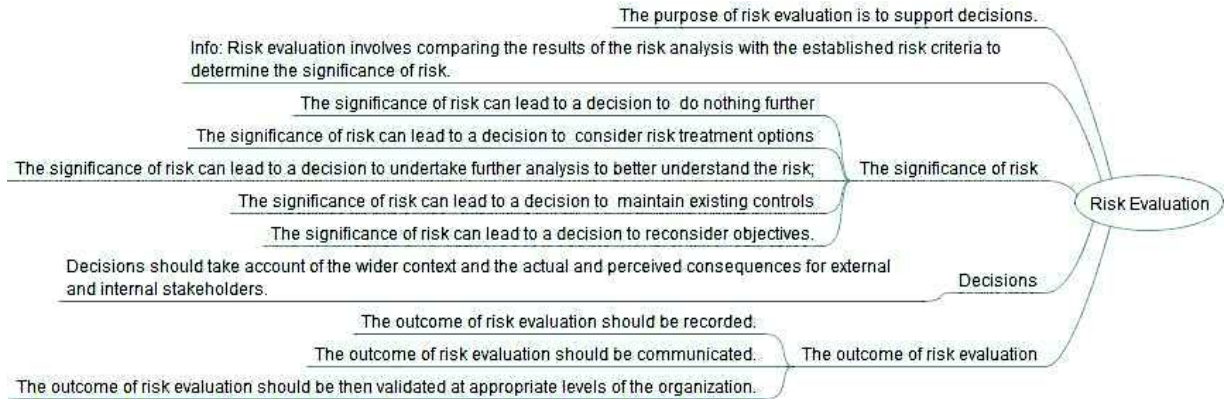 The purpose of risk evaluation is to support decisions.
Info: Risk evaluation involves comparing the results of the risk analysis with the established risk criteria to
determine the significance of risk.
The significance of risk can lead to a decision to  do nothing further
The significance of risk can lead to a decision to  consider risk treatment options
The significance of risk can lead to a decision to undertake further analysis to better understand the risk;
The significance of risk can lead to a decision to  maintain existing controls
The significance of risk can lead to a decision to reconsider objectives.
The significance of risk
Risk Evaluation
Decisions should take account of the wider context and the actual and perceived consequences for external
and internal stakeholders.
Decisions
The outcome of risk evaluation should be recorded.
The outcome of risk evaluation should be communicated.
The outcome of risk evaluation should be then validated at appropriate levels of the organization.
The outcome of risk evaluation